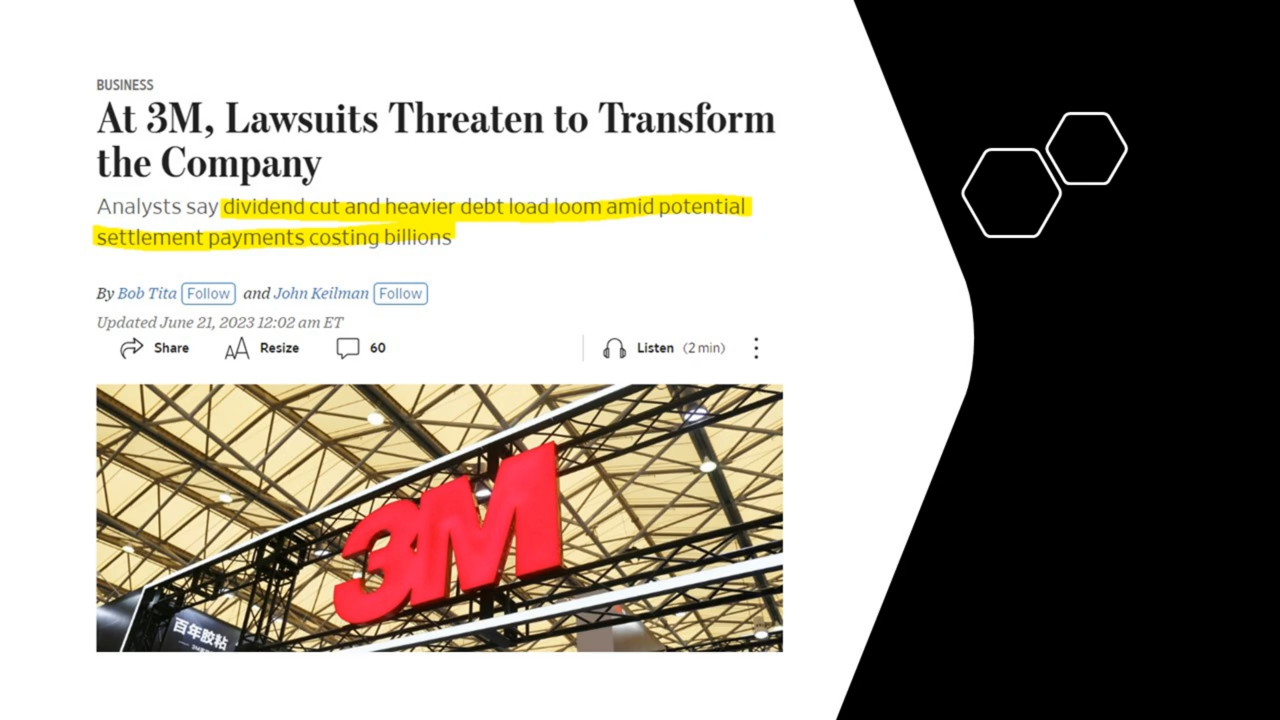 BUSINESS
At 3M, Lawsuits Threaten to Transform
the Company
Analysts say dividend cut and heavier debt load loom amid potential
settlement payments costing billions
By Bob Tita Follow and John Keilman Follow
Updated June 21, 2023 12:02 am ET
Share Resize 60 Listen (2 min)
3M
百年胶粘